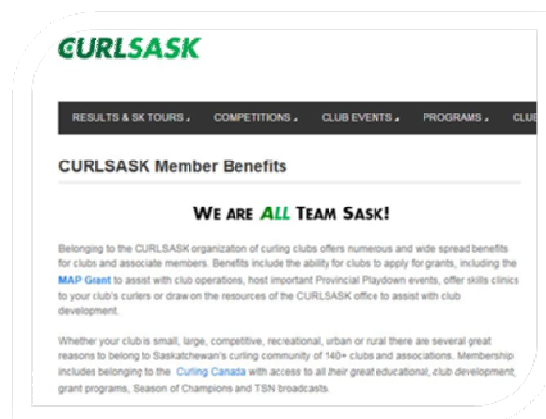 CURLSASK
RESULTS & SK TOURS COMPETITIONS CLUB EVENTS PROGRAMS CLUB
CURLSASK Member Benefits
WE ARE ALL TEAM SASK!
Belonging to the CURLSASK organization of curling clubs offers numerous and wide spread benefits
for clubs and associate members. Benefits include the ability for clubs to apply for grants, including the
MAP Grant to assist with club operations, host important Provincial Playdown events, offer skills clinics
to your club's curlers or draw on the resources of the CURLSASK office to assist with club
development.
Whether your club is small, large, competitive, recreational, urban or rural there are several great
reasons to belong to Saskatchewan's curling community of 140+ clubs and associations. Membership
includes belonging to the Curling Canada with access to all their great educational, club development,
grant programs, Season of Champions and TSN broadcasts.